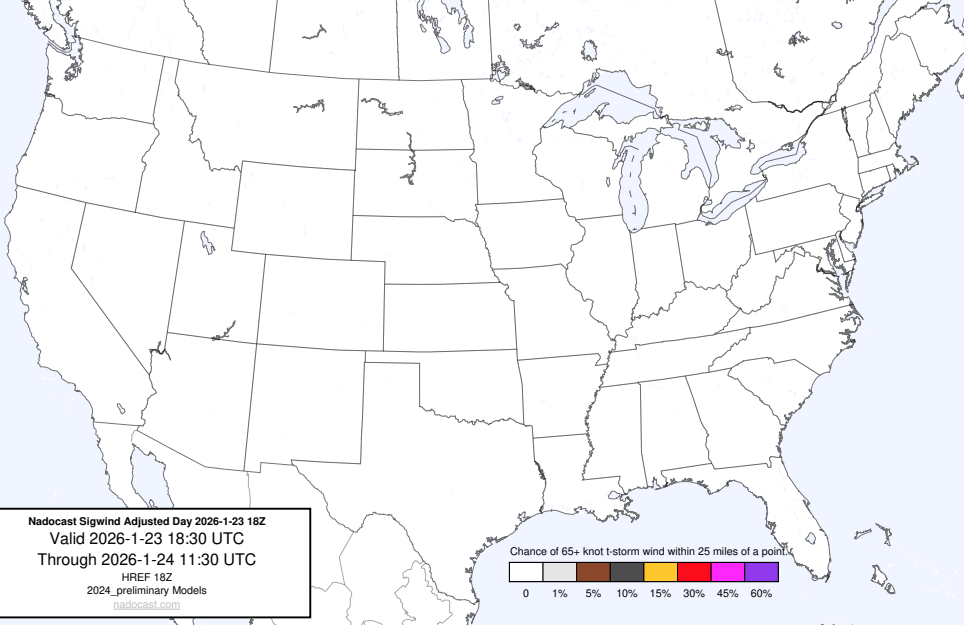 Nadocast Sigwind Adjusted Day 2026-1-23 18Z
Valid 2026-1-23 18:30 UTC
Through 2026-1-24 11:30 UTC
HREF 18Z
2024_preliminary Models
nadocast.com
Chance of 65+ knot t-storm wind within 25 miles of a point.
0 1% 5% 10% 15% 30% 45% 60%